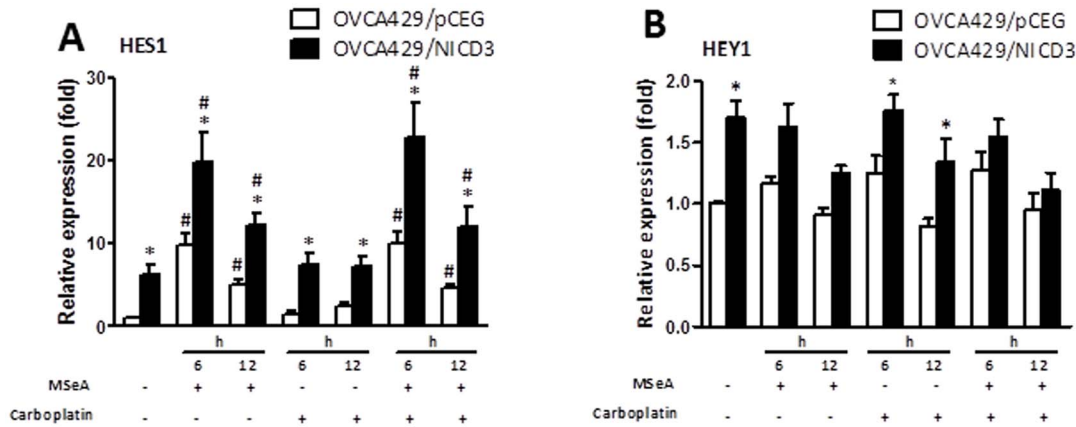 A
HES1
OVCA429/pCEG
OVCA429/NICD3
Relative expression (fold)
30
20
10
0
* # # * # * # * * # # * # # *
h h h
6 12 6 12 6 12
MSeA - + + - - + +
Carboplatin - - - + + + +
B
HEY1
OVCA429/pCEG
OVCA429/NICD3
Relative expression (fold)
2.0
1.5
1.0
0.5
0.0
* * *
h h h
6 12 6 12 6 12
MSeA - + + - - + +
Carboplatin - - - + + + +